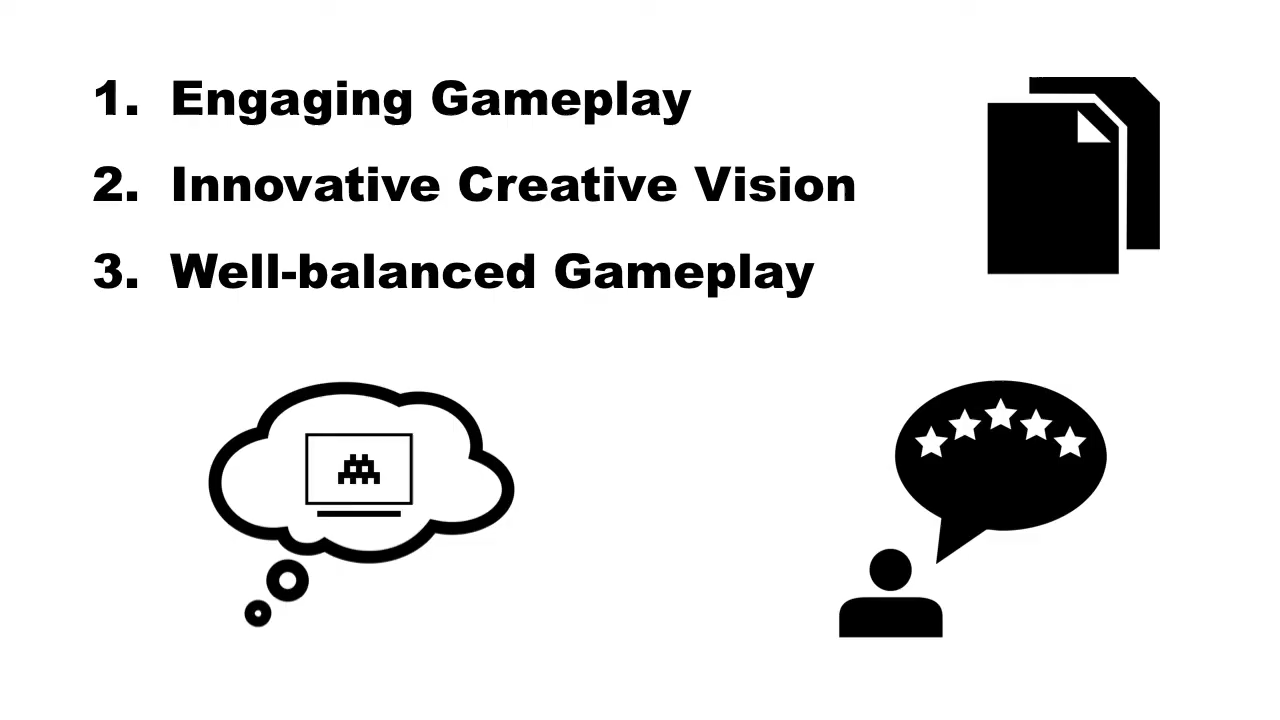 1. Engaging Gameplay
2. Innovative Creative Vision
3. Well-balanced Gameplay